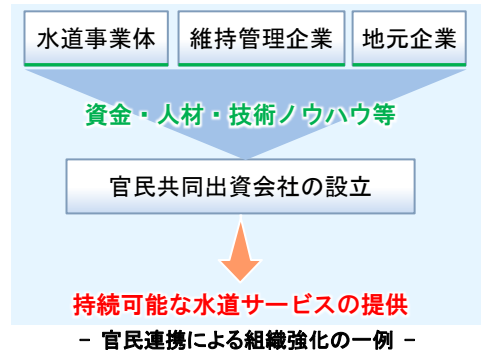 水道事業体 維持管理企業 地元企業
資金・人材・技術ノウハウ等
官民共同出資会社の設立
持続可能な水道サービスの提供
- 官民連携による組織強化の一例 -